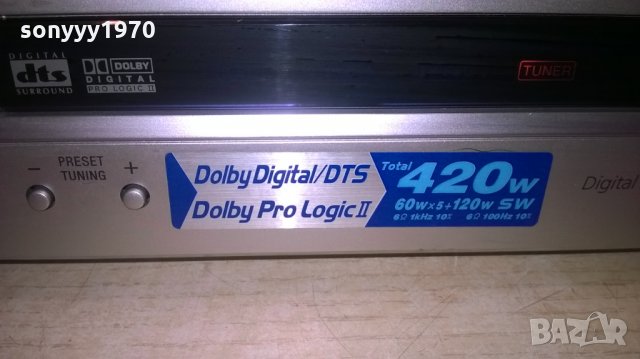 sonyyy1970
DIGITAL
dts
SURROUND
DOLBY
DIGITAL
PRO LOGIC II
TUNER
PRESET
TUNING
− +
Dolby Digital/DTS
Dolby Pro Logic II
Total 420W
60W×5+120W SW
6Ω 1kHz 10% 6Ω 100Hz 10%
Digital
BAZAR